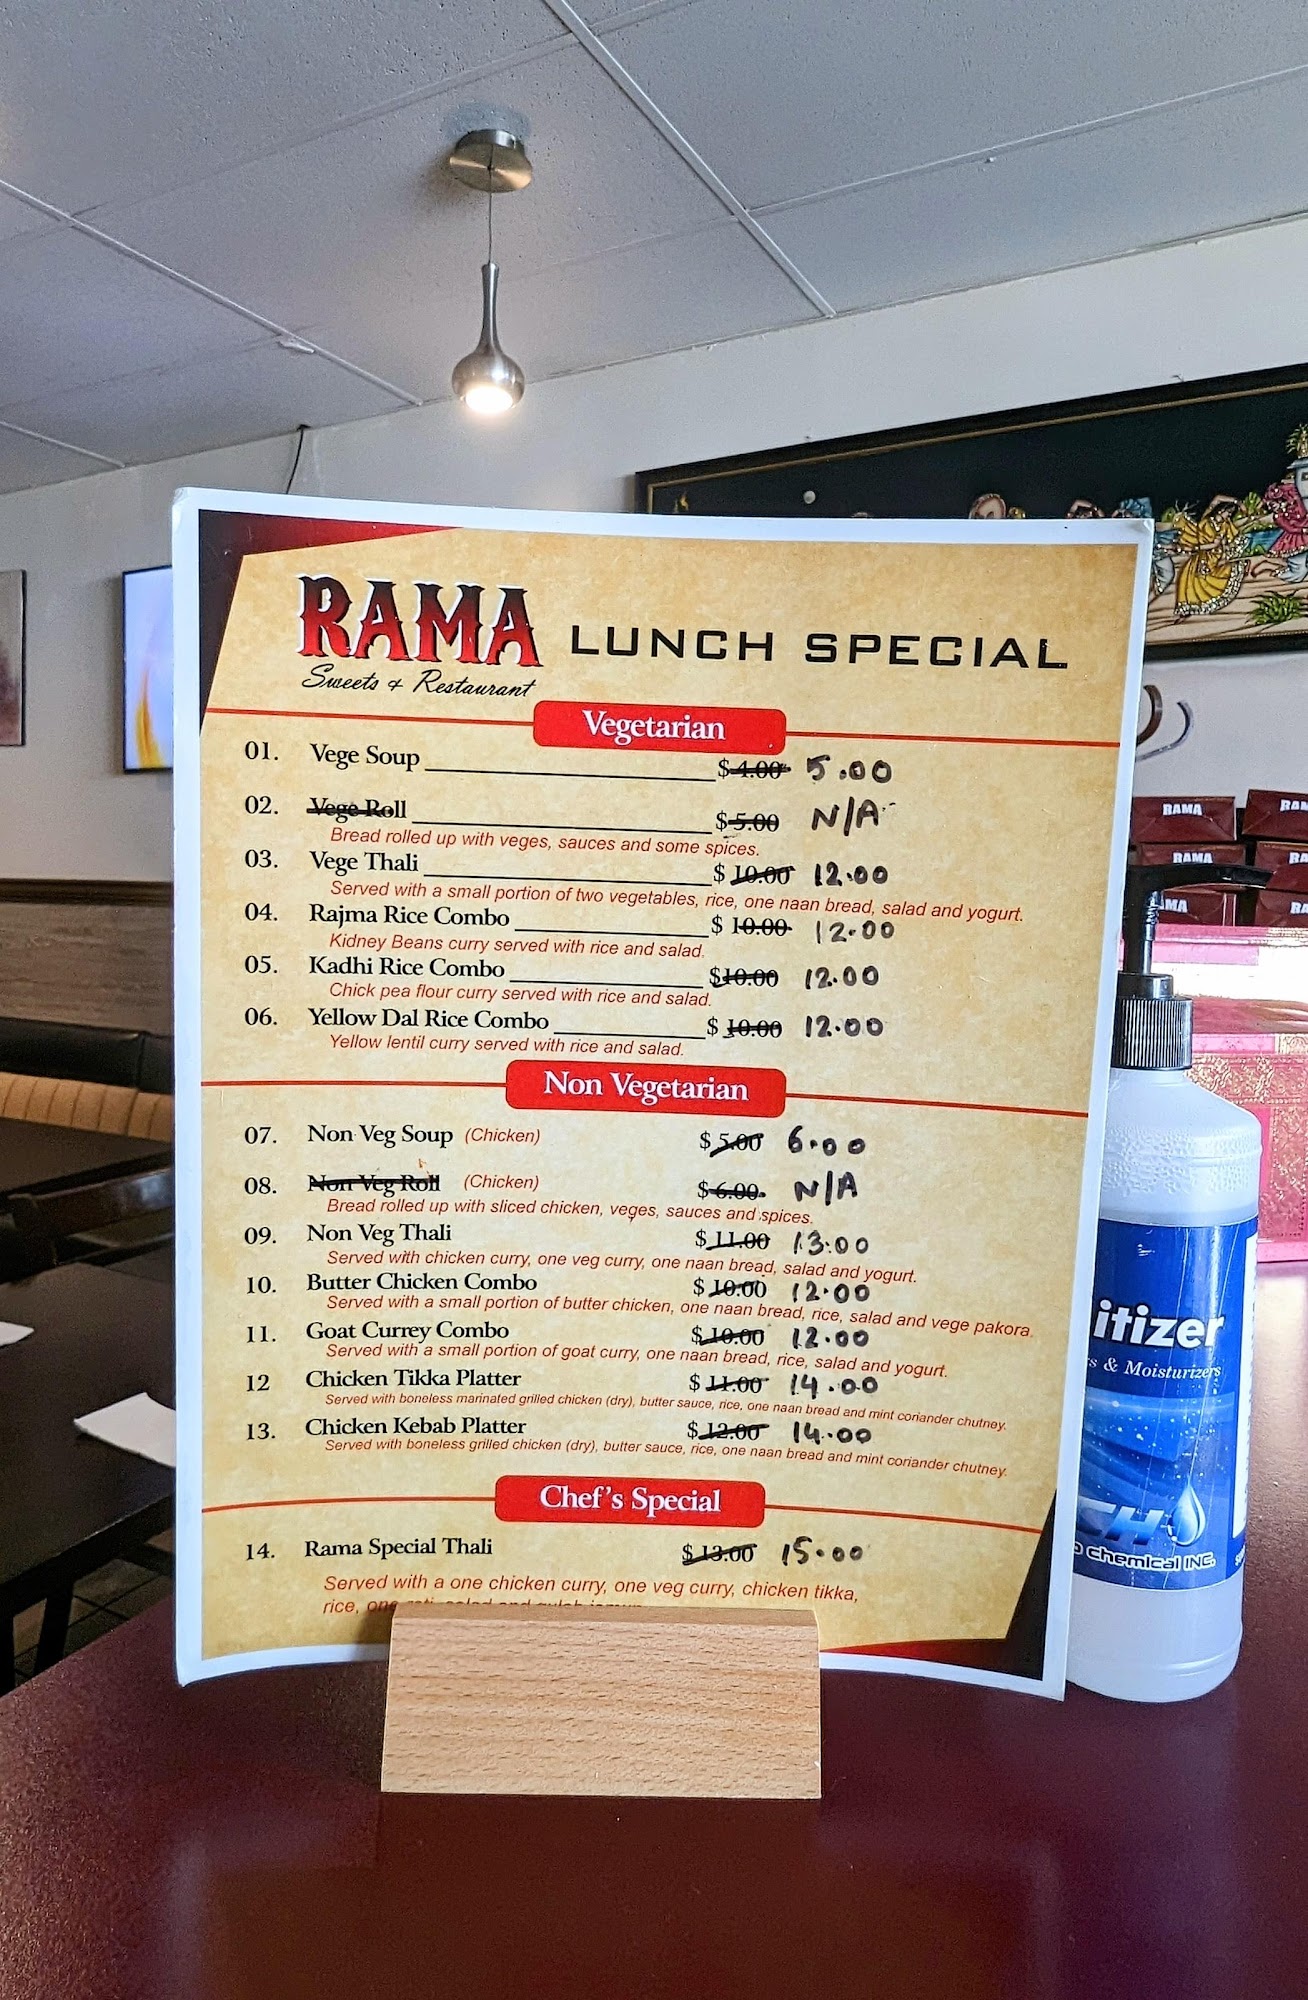 RAMA LUNCH SPECIAL
Sweets & Restaurant
Vegetarian
01. Vege Soup $4.00 5.00
02. Vege Roll $5.00 N/A
Bread rolled up with veges, sauces and some spices.
03. Vege Thali $10.00 12.00
Served with a small portion of two vegetables, rice, one naan bread, salad and yogurt.
04. Rajma Rice Combo $10.00 12.00
Kidney Beans curry served with rice and salad.
05. Kadhi Rice Combo $10.00 12.00
Chick pea flour curry served with rice and salad.
06. Yellow Dal Rice Combo $10.00 12.00
Yellow lentil curry served with rice and salad.
Non Vegetarian
07. Non Veg Soup (Chicken) $5.00 6.00
08. Non Veg Roll (Chicken) $6.00 N/A
Bread rolled up with sliced chicken, veges, sauces and spices.
09. Non Veg Thali $11.00 13.00
Served with chicken curry, one veg curry, one naan bread, salad and yogurt.
10. Butter Chicken Combo $10.00 12.00
Served with a small portion of butter chicken, one naan bread, rice, salad and vege pakora.
11. Goat Currey Combo $10.00 12.00
Served with a small portion of goat curry, one naan bread, rice, salad and yogurt.
12 Chicken Tikka Platter $11.00 14.00
Served with boneless marinated grilled chicken (dry), butter sauce, rice, one naan bread and mint coriander chutney.
13. Chicken Kebab Platter $12.00 14.00
Served with boneless grilled chicken (dry), butter sauce, rice, one naan bread and mint coriander chutney.
Chef's Special
14. Rama Special Thali $13.00 15.00
Served with a one chicken curry, one veg curry, chicken tikka,
rice, one roti, salad and gulab jamun
RAMA
RAMA
RAMA
itizer
& Moisturizers
chemical INC.